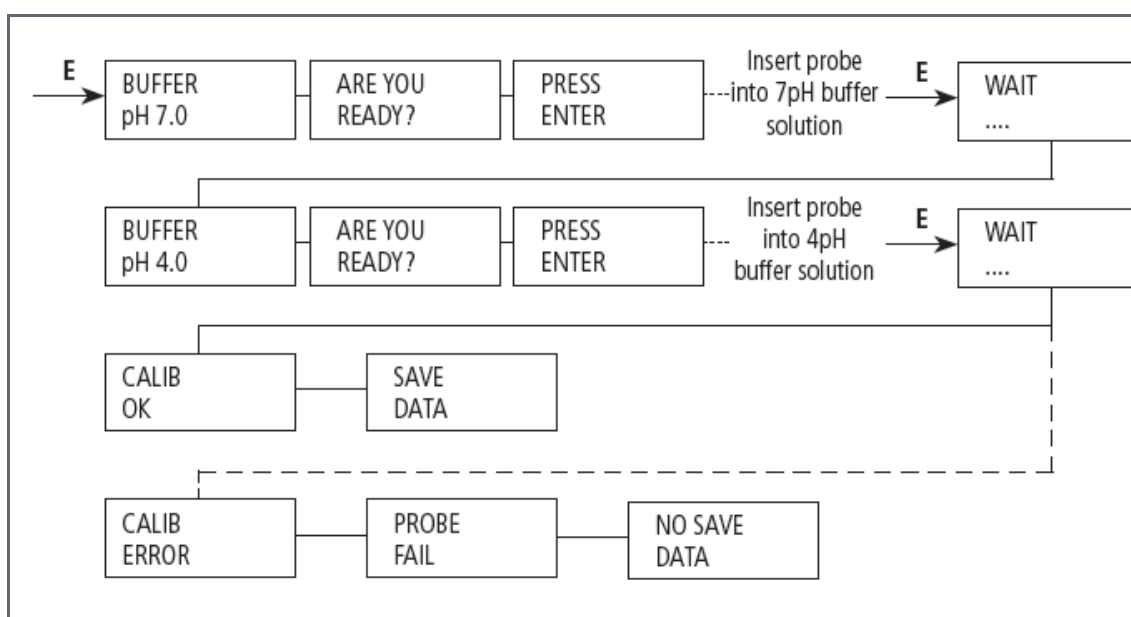 E
BUFFER
pH 7.0
ARE YOU
READY?
PRESS
ENTER
Insert probe
into 7pH buffer
solution
E
WAIT
....
BUFFER
pH 4.0
ARE YOU
READY?
PRESS
ENTER
Insert probe
into 4pH
buffer solution
E
WAIT
....
CALIB
OK
SAVE
DATA
CALIB
ERROR
PROBE
FAIL
NO SAVE
DATA